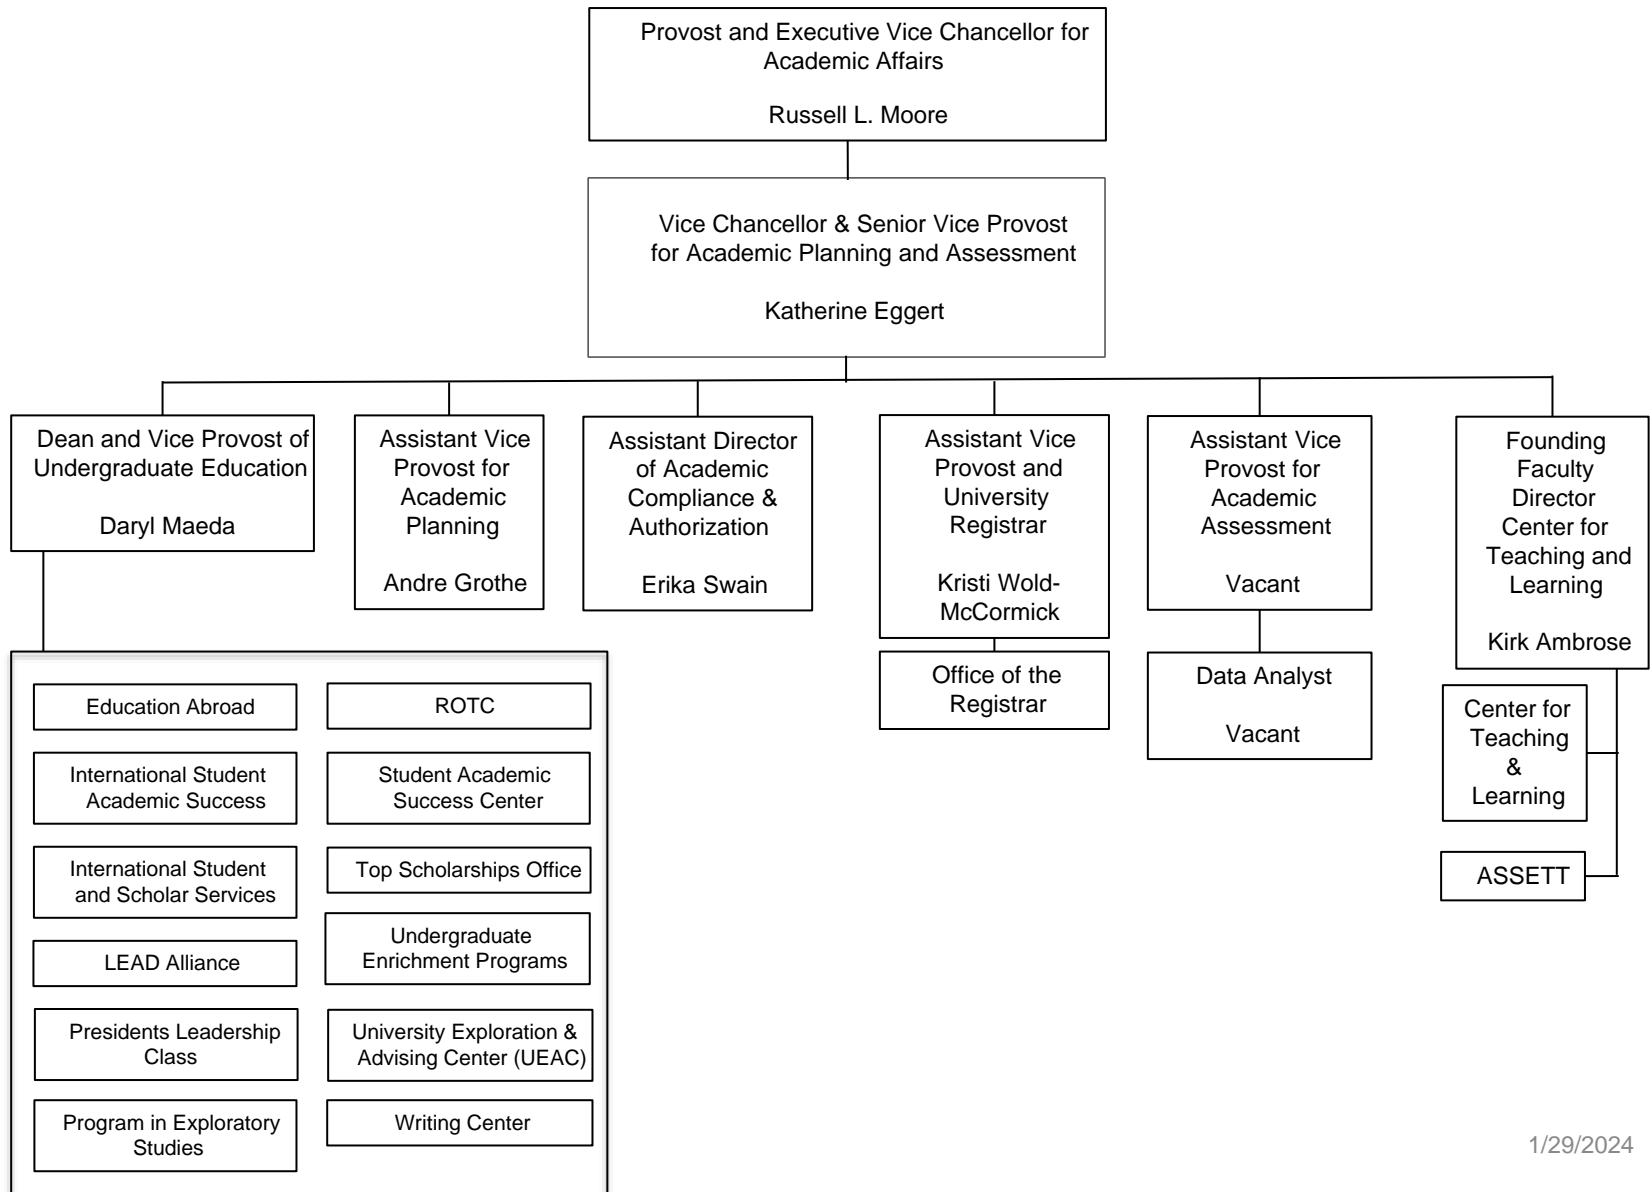 Provost and Executive Vice Chancellor for
Academic Affairs
Russell L. Moore
Vice Chancellor & Senior Vice Provost
for Academic Planning and Assessment
Katherine Eggert
Dean and Vice Provost of
Undergraduate Education
Daryl Maeda
Assistant Vice
Provost for
Academic
Planning
Andre Grothe
Assistant Director
of Academic
Compliance &
Authorization
Erika Swain
Assistant Vice
Provost and
University
Registrar
Kristi Wold-
McCormick
Assistant Vice
Provost for
Academic
Assessment
Vacant
Founding
Faculty
Director
Center for
Teaching and
Learning
Kirk Ambrose
Office of the
Registrar
Data Analyst
Vacant
Center for
Teaching
&
Learning
ASSETT
Education Abroad
International Student
Academic Success
International Student
and Scholar Services
LEAD Alliance
Presidents Leadership
Class
Program in Exploratory
Studies
ROTC
Student Academic
Success Center
Top Scholarships Office
Undergraduate
Enrichment Programs
University Exploration &
Advising Center (UEAC)
Writing Center
1/29/2024